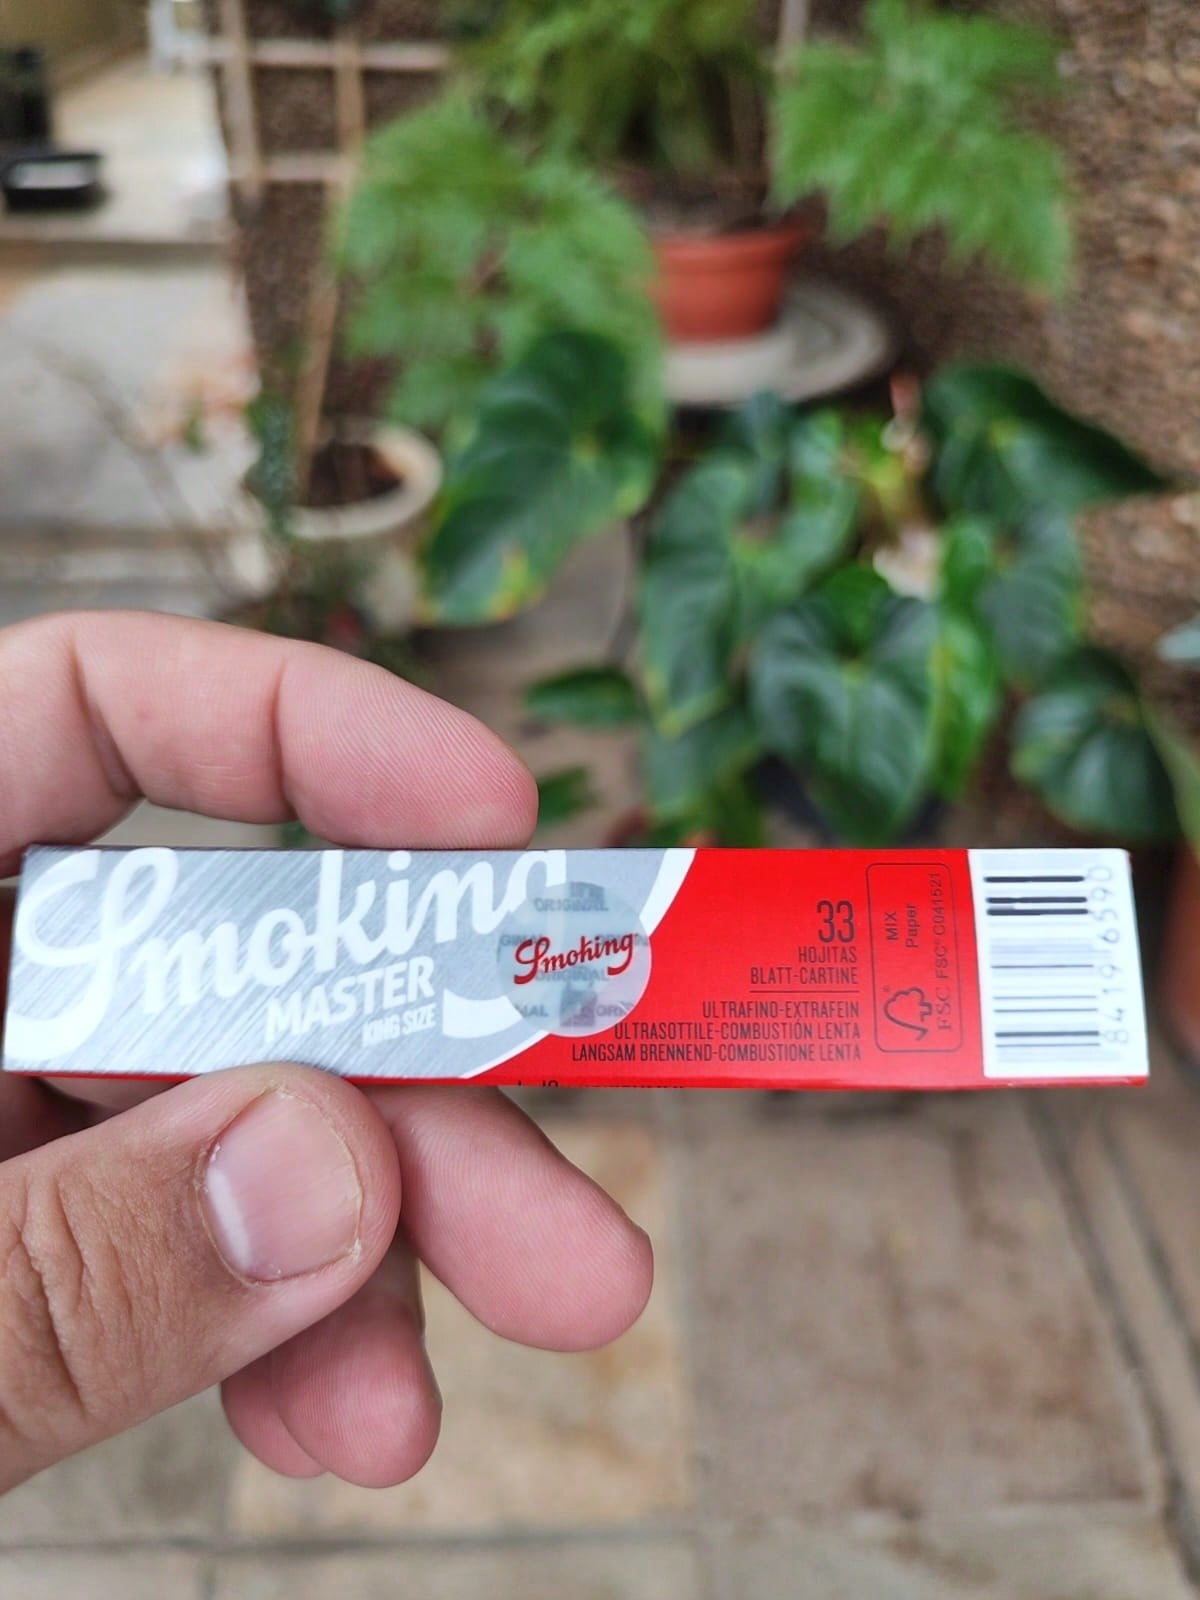 Smoking
MASTER
KING SIZE
ORIGINAL
Smoking
ORIGINAL
33
HOJITAS
BLATT-CARTINE
ULTRAFINO-EXTRAFEIN
ULTRASOTTILE-COMBUSTIÓN LENTA
LANGSAM BRENNEND-COMBUSTIONE LENTA
MIX
Paper
FSC® C041521
FSC